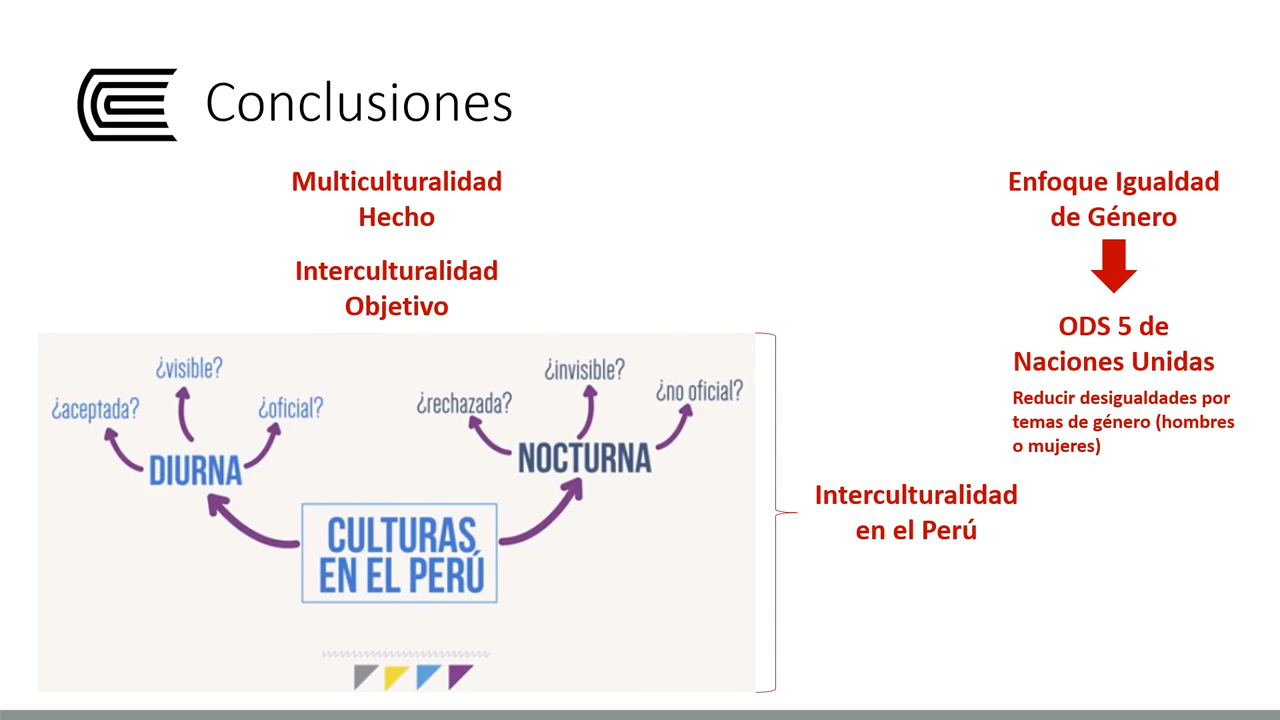 Conclusiones
Multiculturalidad
Hecho
Interculturalidad
Objetivo
¿visible?
¿aceptada?
¿oficial?
DIURNA
¿invisible?
¿rechazada?
¿no oficial?
NOCTURNA
CULTURAS
EN EL PERÚ
Interculturalidad
en el Perú
Enfoque Igualdad
de Género
ODS 5 de
Naciones Unidas
Reducir desigualdades por
temas de género (hombres
o mujeres)